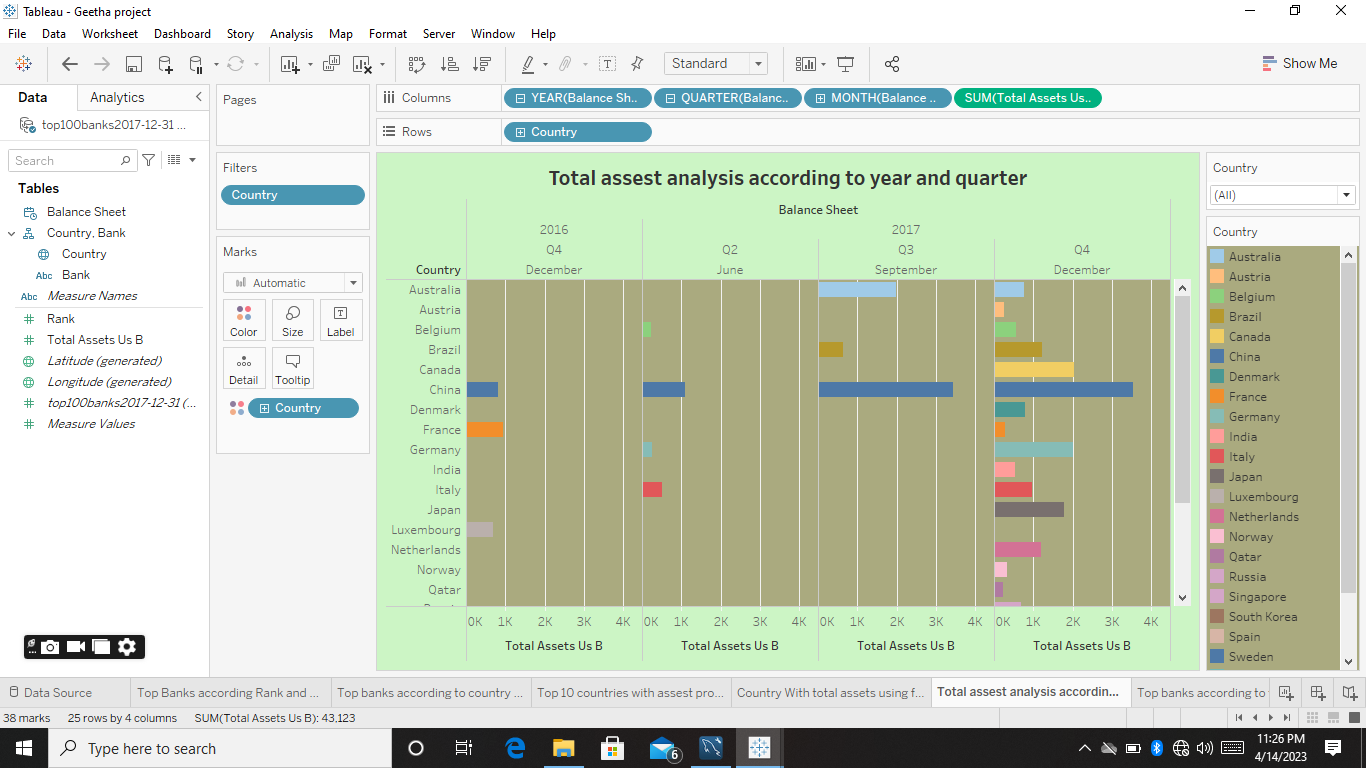 Tableau - Geetha project
File Data Worksheet Dashboard Story Analysis Map Format Server Window Help
Standard
Show Me
Data Analytics
top100banks2017-12-31 ...
Search
Tables
Balance Sheet
Country, Bank
Country
Abc Bank
Abc Measure Names
Rank
Total Assets Us B
Latitude (generated)
Longitude (generated)
top100banks2017-12-31 (...
Measure Values
Pages
Filters
Country
Marks
Automatic
Color Size Label
Detail Tooltip
Country
Columns YEAR(Balance Sh.. QUARTER(Balanc.. MONTH(Balance .. SUM(Total Assets Us..
Rows Country
Total assest analysis according to year and quarter
Balance Sheet
2016 2017
Q4 Q2 Q3 Q4
Country December June September December
Australia
Austria
Belgium
Brazil
Canada
China
Denmark
France
Germany
India
Italy
Japan
Luxembourg
Netherlands
Norway
Qatar
0K 1K 2K 3K 4K 0K 1K 2K 3K 4K 0K 1K 2K 3K 4K 0K 1K 2K 3K 4K
Total Assets Us B Total Assets Us B Total Assets Us B Total Assets Us B
Country
(All)
Country
Australia
Austria
Belgium
Brazil
Canada
China
Denmark
France
Germany
India
Italy
Japan
Luxembourg
Netherlands
Norway
Qatar
Russia
Singapore
South Korea
Spain
Sweden
Data Source Top Banks according Rank and ... Top banks according to country ... Top 10 countries with assest pro... Country With total assets using f... Total assest analysis accordin... Top banks according to
38 marks 25 rows by 4 columns SUM(Total Assets Us B): 43,123
Type here to search
6
11:26 PM
4/14/2023